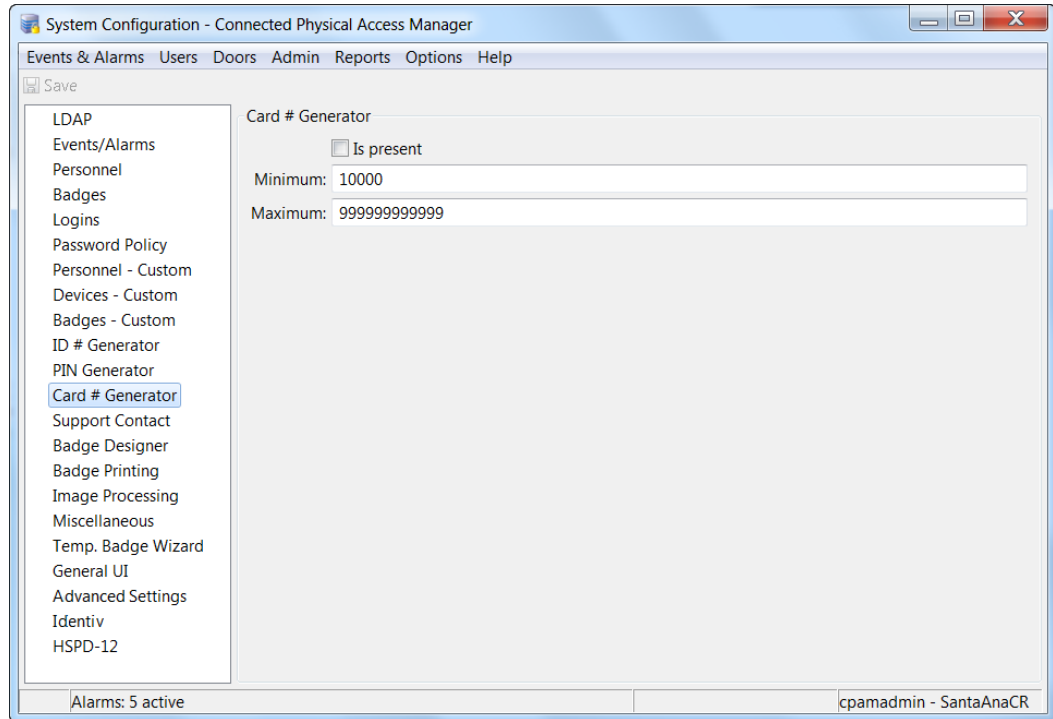 System Configuration - Connected Physical Access Manager
Events & Alarms Users Doors Admin Reports Options Help
Save
LDAP
Events/Alarms
Personnel
Badges
Logins
Password Policy
Personnel - Custom
Devices - Custom
Badges - Custom
ID # Generator
PIN Generator
Card # Generator
Support Contact
Badge Designer
Badge Printing
Image Processing
Miscellaneous
Temp. Badge Wizard
General UI
Advanced Settings
Identiv
HSPD-12
Card # Generator
Is present
Minimum: 10000
Maximum: 999999999999
Alarms: 5 active
cpamadmin - SantaAnaCR